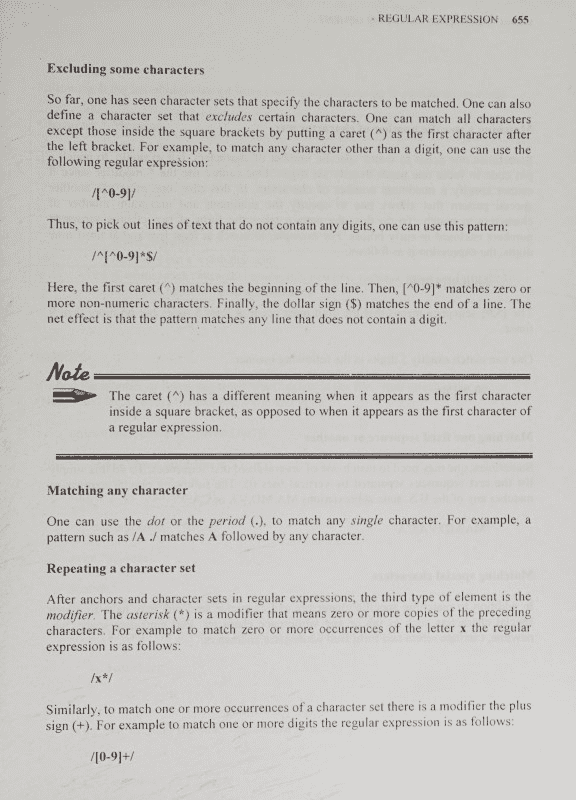 REGULAR EXPRESSION 655
Excluding some characters
So far, one has seen character sets that specify the characters to be matched. One can also
define a character set that excludes certain characters. One can match all characters
except those inside the square brackets by putting a caret (^) as the first character after
the left bracket. For example, to match any character other than a digit, one can use the
following regular expression:
/[^0-9]/
Thus, to pick out lines of text that do not contain any digits, one can use this pattern:
/^[^0-9]*$/
Here, the first caret (^) matches the beginning of the line. Then, [^0-9]* matches zero or
more non-numeric characters. Finally, the dollar sign ($) matches the end of a line. The
net effect is that the pattern matches any line that does not contain a digit.
Note
The caret (^) has a different meaning when it appears as the first character
inside a square bracket, as opposed to when it appears as the first character of
a regular expression.
Matching any character
One can use the dot or the period (.), to match any single character. For example, a
pattern such as /A ./ matches A followed by any character.
Repeating a character set
After anchors and character sets in regular expressions, the third type of element is the
modifier. The asterisk (*) is a modifier that means zero or more copies of the preceding
characters. For example to match zero or more occurrences of the letter x the regular
expression is as follows:
/x*/
Similarly, to match one or more occurrences of a character set there is a modifier the plus
sign (+). For example to match one or more digits the regular expression is as follows:
/[0-9]+/